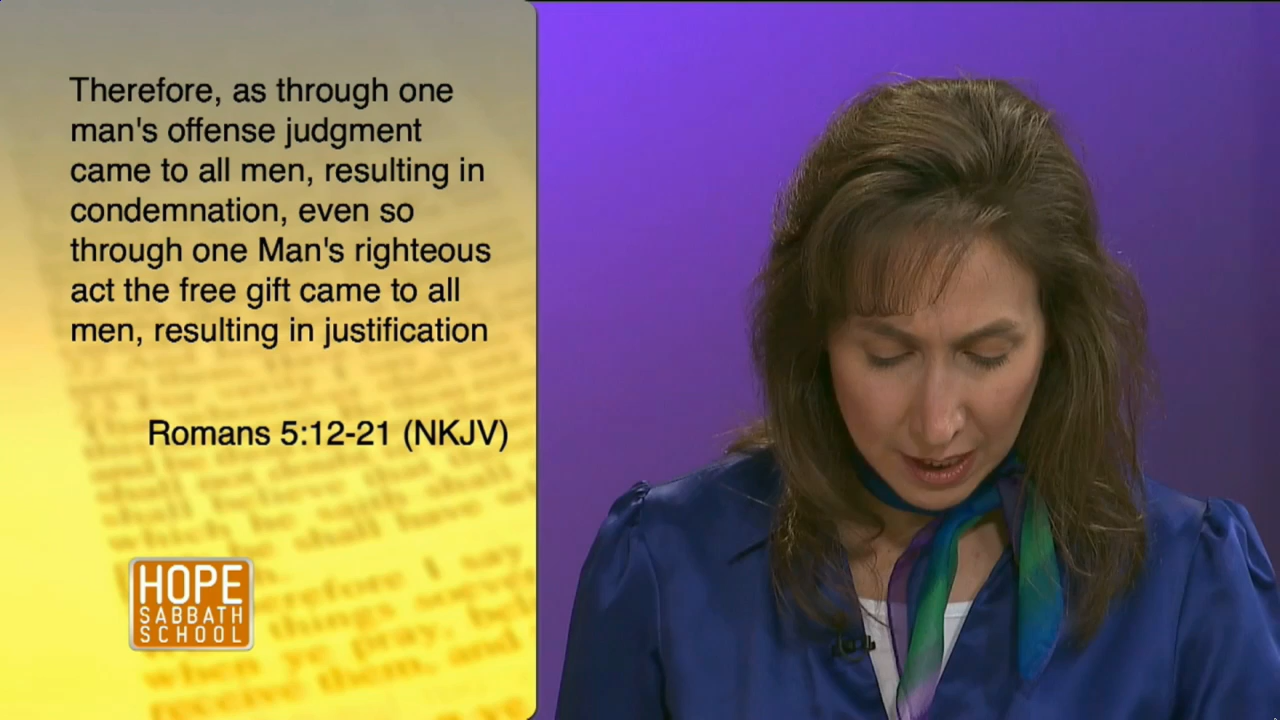 Therefore, as through one
man's offense judgment
came to all men, resulting in
condemnation, even so
through one Man's righteous
act the free gift came to all
men, resulting in justification
Romans 5:12-21 (NKJV)
HOPE
SABBATH
SCHOOL